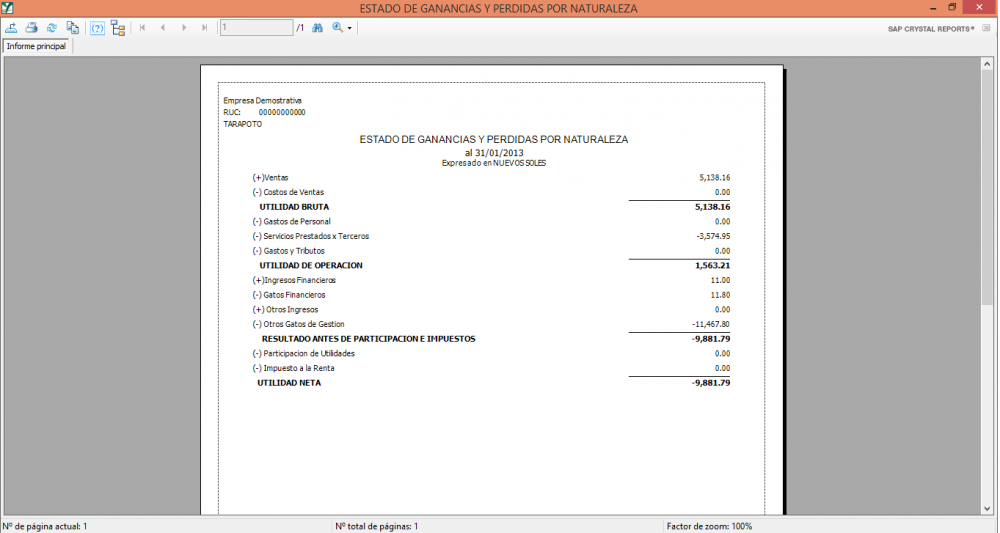 ESTADO DE GANANCIAS Y PERDIDAS POR NATURALEZA
1 /1 SAP CRYSTAL REPORTS
Informe principal
Empresa Demostrativa
RUC: 00000000000
TARAPOTO
ESTADO DE GANANCIAS Y PERDIDAS POR NATURALEZA
al 31/01/2013
Expresado en NUEVOS SOLES
(+)Ventas 5,138.16
(-) Costos de Ventas 0.00
UTILIDAD BRUTA 5,138.16
(-) Gastos de Personal 0.00
(-) Servicios Prestados x Terceros -3,574.95
(-) Gastos y Tributos 0.00
UTILIDAD DE OPERACION 1,563.21
(+)Ingresos Financieros 11.00
(-) Gatos Financieros 11.80
(+) Otros Ingresos 0.00
(-) Otros Gatos de Gestion -11,467.80
RESULTADO ANTES DE PARTICIPACION E IMPUESTOS -9,881.79
(-) Participacion de Utilidades 0.00
(-) Impuesto a la Renta 0.00
UTILIDAD NETA -9,881.79
Nº de página actual: 1 Nº total de páginas: 1 Factor de zoom: 100%